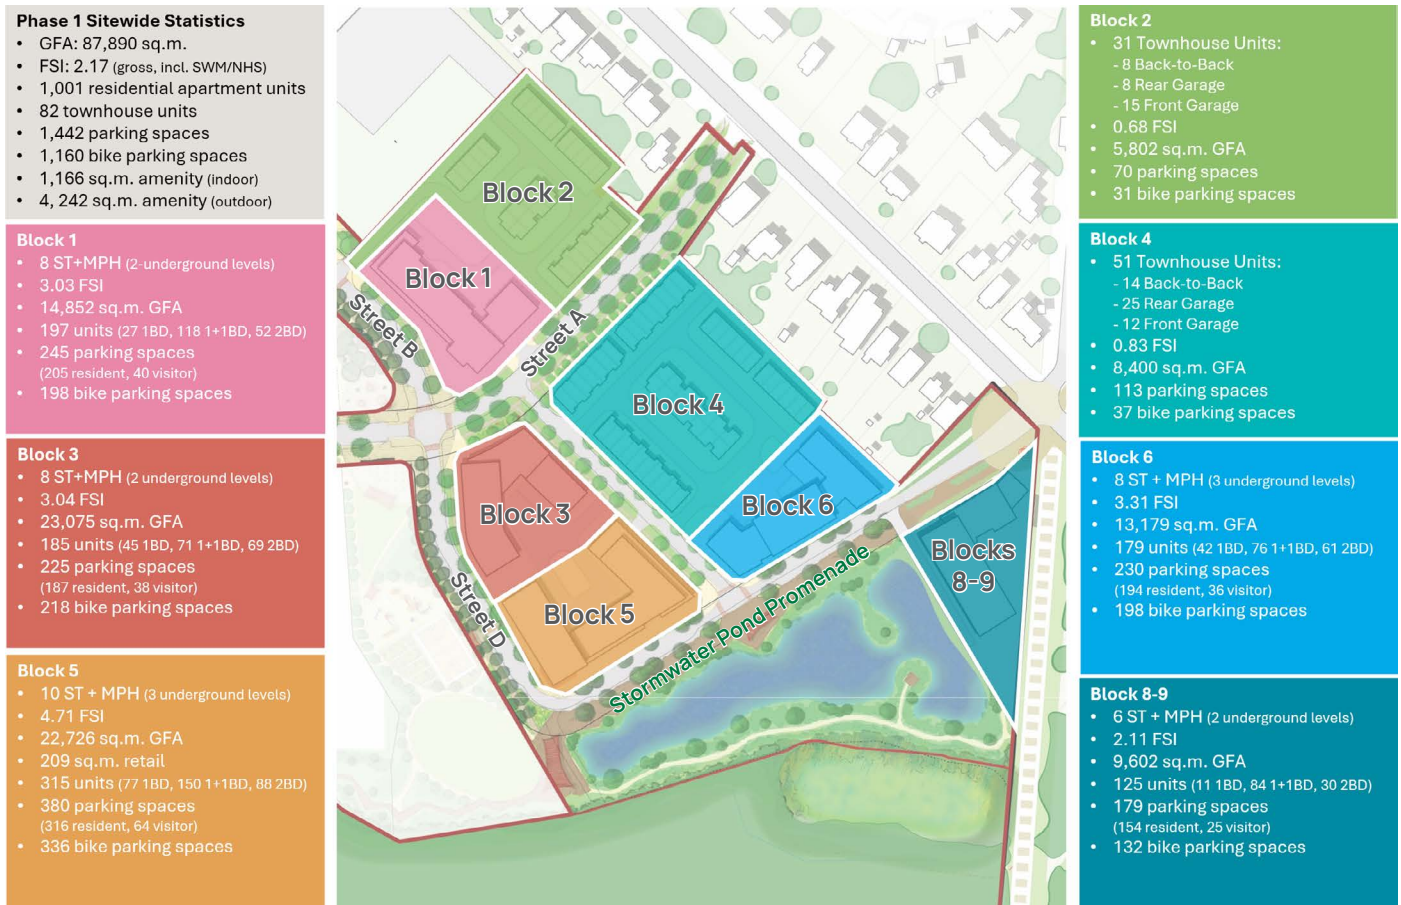 Phase 1 Sitewide Statistics
• GFA: 87,890 sq.m.
• FSI: 2.17 (gross, incl. SWM/NHS)
• 1,001 residential apartment units
• 82 townhouse units
• 1,442 parking spaces
• 1,160 bike parking spaces
• 1,166 sq.m. amenity (indoor)
• 4, 242 sq.m. amenity (outdoor)
Block 1
• 8 ST+MPH (2-underground levels)
• 3.03 FSI
• 14,852 sq.m. GFA
• 197 units (27 1BD, 118 1+1BD, 52 2BD)
• 245 parking spaces
(205 resident, 40 visitor)
• 198 bike parking spaces
Block 3
• 8 ST+MPH (2 underground levels)
• 3.04 FSI
• 23,075 sq.m. GFA
• 185 units (45 1BD, 71 1+1BD, 69 2BD)
• 225 parking spaces
(187 resident, 38 visitor)
• 218 bike parking spaces
Block 5
• 10 ST + MPH (3 underground levels)
• 4.71 FSI
• 22,726 sq.m. GFA
• 209 sq.m. retail
• 315 units (77 1BD, 150 1+1BD, 88 2BD)
• 380 parking spaces
(316 resident, 64 visitor)
• 336 bike parking spaces
Block 2
Block 1
Street B
Street A
Block 4
Block 3
Block 6
Blocks
8-9
Block 5
Street D
Stormwater Pond Promenade
Block 2
• 31 Townhouse Units:
- 8 Back-to-Back
- 8 Rear Garage
- 15 Front Garage
• 0.68 FSI
• 5,802 sq.m. GFA
• 70 parking spaces
• 31 bike parking spaces
Block 4
• 51 Townhouse Units:
- 14 Back-to-Back
- 25 Rear Garage
- 12 Front Garage
• 0.83 FSI
• 8,400 sq.m. GFA
• 113 parking spaces
• 37 bike parking spaces
Block 6
• 8 ST + MPH (3 underground levels)
• 3.31 FSI
• 13,179 sq.m. GFA
• 179 units (42 1BD, 76 1+1BD, 61 2BD)
• 230 parking spaces
(194 resident, 36 visitor)
• 198 bike parking spaces
Block 8-9
• 6 ST + MPH (2 underground levels)
• 2.11 FSI
• 9,602 sq.m. GFA
• 125 units (11 1BD, 84 1+1BD, 30 2BD)
• 179 parking spaces
(154 resident, 25 visitor)
• 132 bike parking spaces